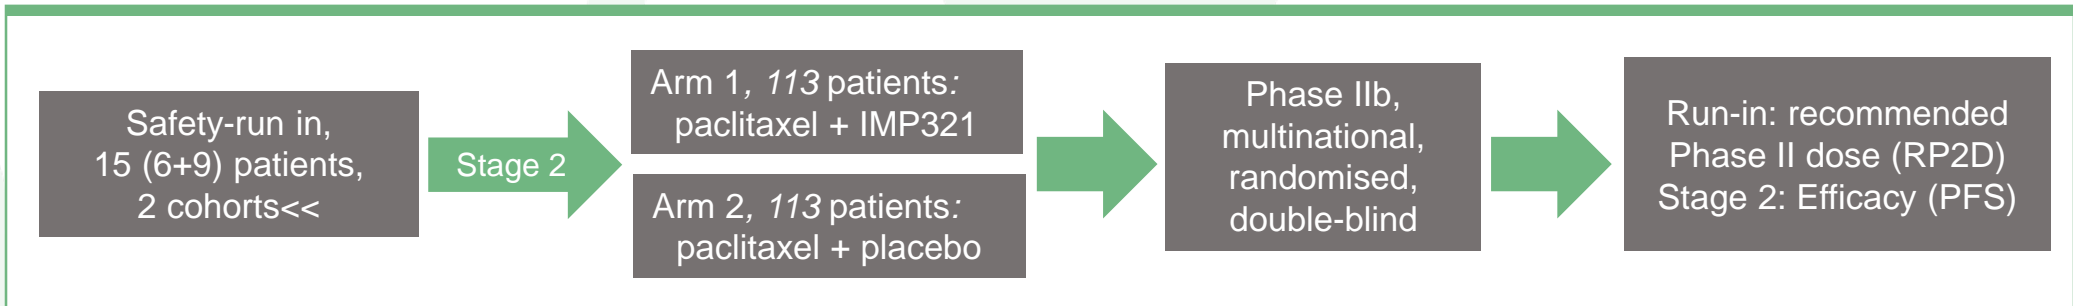 Safety-run in,
15 (6+9) patients,
2 cohorts<<
Stage 2
Arm 1, 113 patients:
paclitaxel + IMP321
Arm 2, 113 patients:
paclitaxel + placebo
Phase IIb,
multinational,
randomised,
double-blind
Run-in: recommended
Phase II dose (RP2D)
Stage 2: Efficacy (PFS)